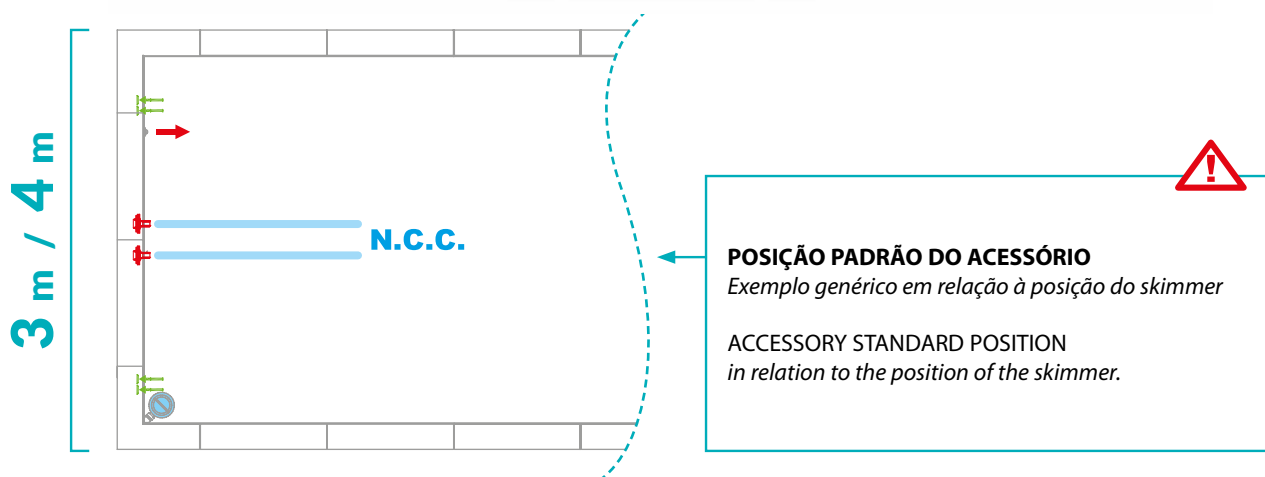 3 m / 4 m
N.C.C.
!
POSIÇÃO PADRÃO DO ACESSÓRIO
Exemplo genérico em relação à posição do skimmer
ACCESSORY STANDARD POSITION
in relation to the position of the skimmer.